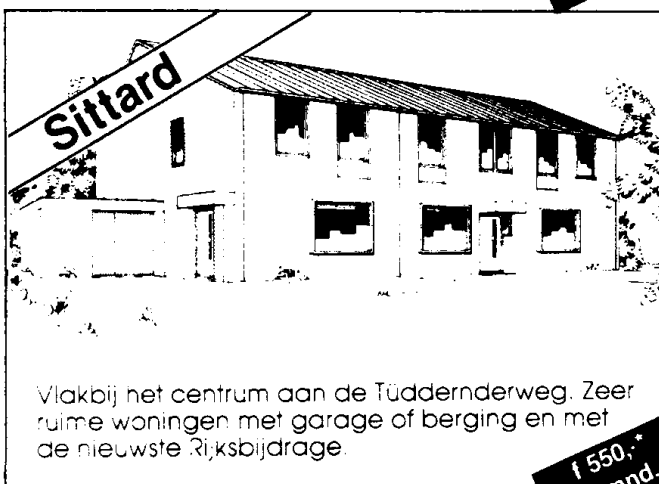 Sittard
Vlakbij het centrum aan de Tüddernderweg. Zeer
ruime woningen met garage of berging en met
de nieuwste Rijksbijdrage.
f 550,-*